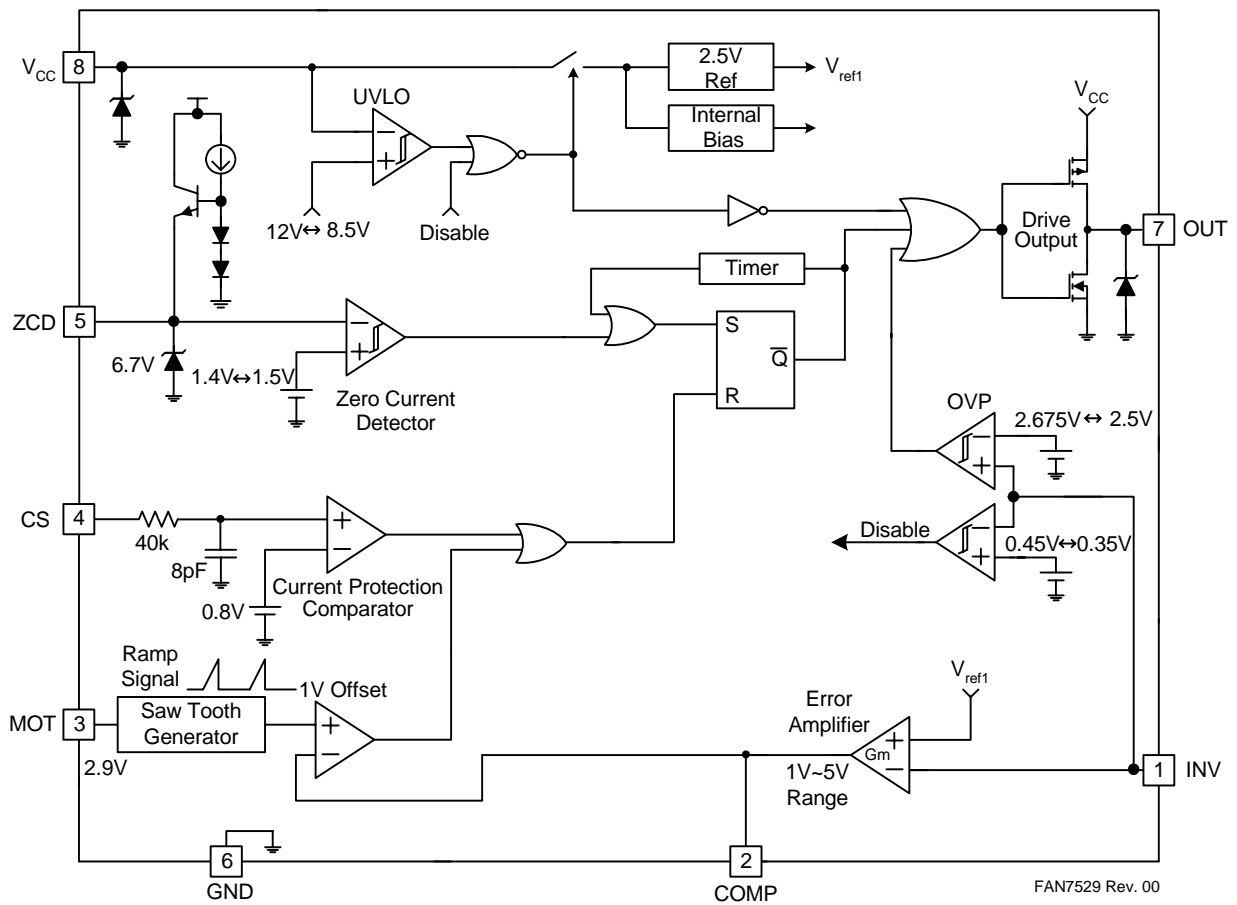 V_CC 8
UVLO
2.5V
Ref
V_ref1
Internal
Bias
V_CC
−
+
12V↔ 8.5V
Disable
Drive
Output
7 OUT
Timer
ZCD 5
−
+
S
Q̅
R
6.7V
1.4V↔1.5V
Zero Current
Detector
OVP
2.675V ↔ 2.5V
−
+
CS 4
40k
8pF
+
−
Current Protection
Comparator
0.8V
Disable
−
+
0.45V↔0.35V
Ramp
Signal
1V Offset
MOT 3
Saw Tooth
Generator
2.9V
+
−
Error
Amplifier
V_ref1
Gm
+
−
1V~5V
Range
1 INV
6
GND
2
COMP
FAN7529 Rev. 00